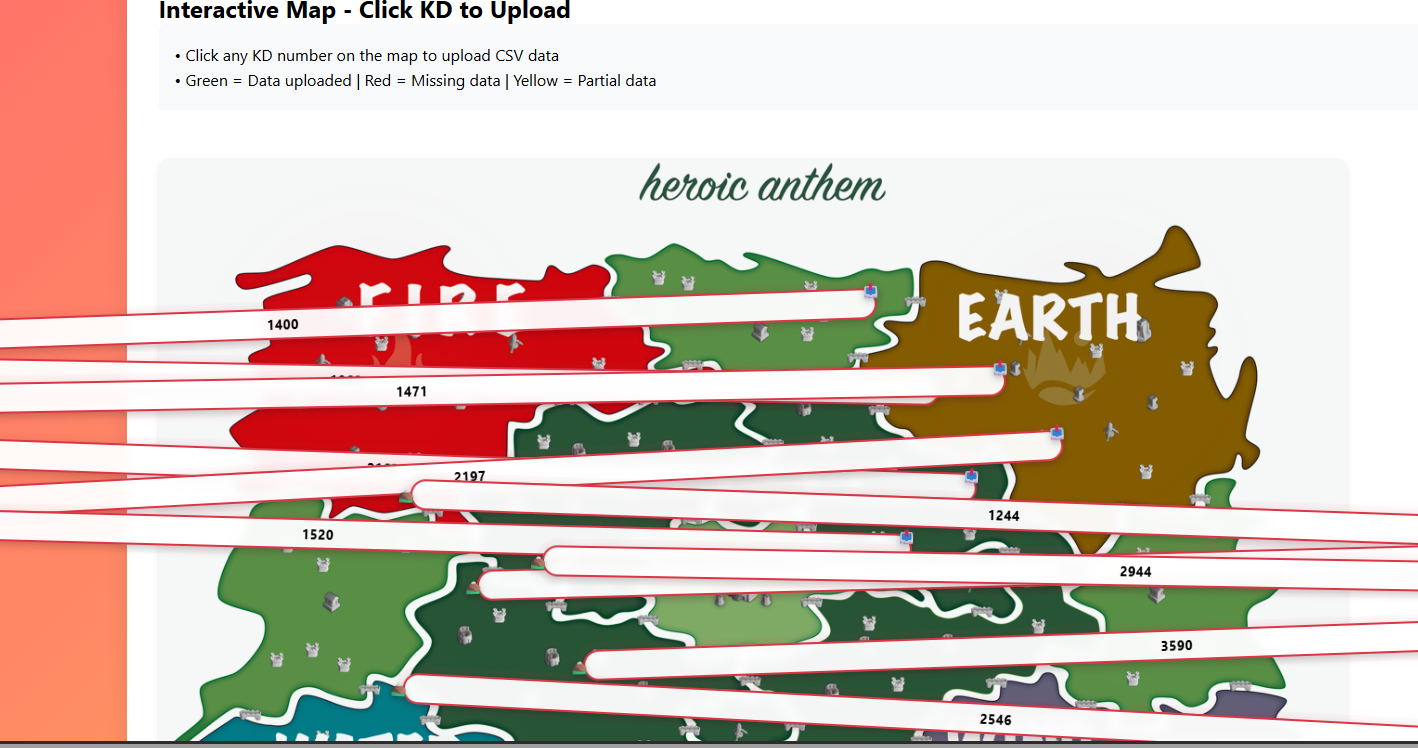 Interactive Map - Click KD to Upload
• Click any KD number on the map to upload CSV data
• Green = Data uploaded | Red = Missing data | Yellow = Partial data
heroic anthem
FIRE
EARTH
1400
1471
2197
1244
1520
2944
3590
2546